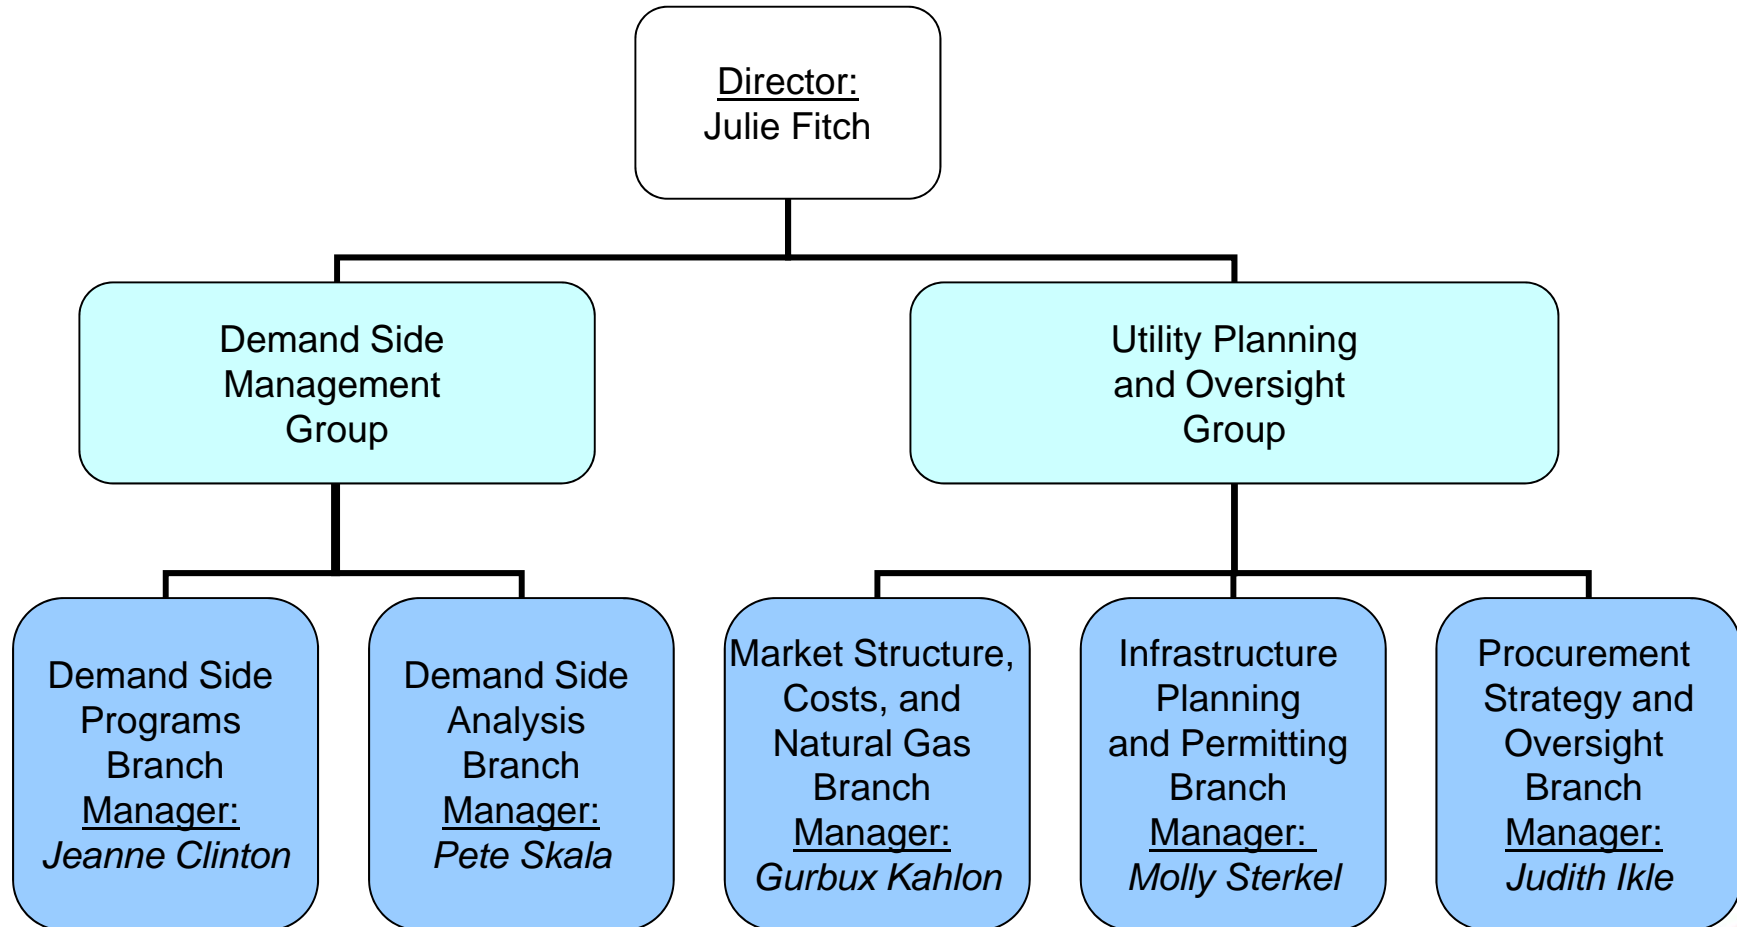 Director:
Julie Fitch
Demand Side
Management
Group
Utility Planning
and Oversight
Group
Demand Side
Programs
Branch
Manager:
Jeanne Clinton
Demand Side
Analysis
Branch
Manager:
Pete Skala
Market Structure,
Costs, and
Natural Gas
Branch
Manager:
Gurbux Kahlon
Infrastructure
Planning
and Permitting
Branch
Manager:
Molly Sterkel
Procurement
Strategy and
Oversight
Branch
Manager:
Judith Ikle